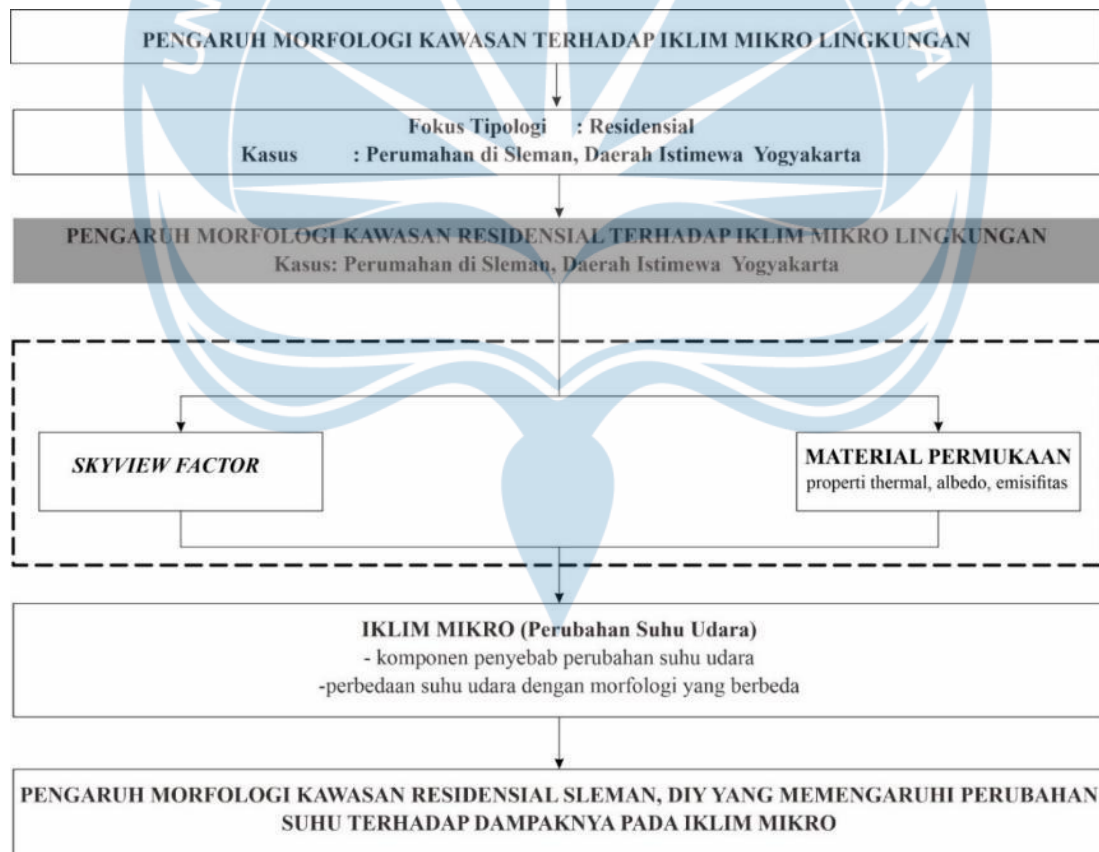 PENGARUH MORFOLOGI KAWASAN TERHADAP IKLIM MIKRO LINGKUNGAN
Fokus Tipologi : Residensial
Kasus : Perumahan di Sleman, Daerah Istimewa Yogyakarta
PENGARUH MORFOLOGI KAWASAN RESIDENSIAL TERHADAP IKLIM MIKRO LINGKUNGAN
Kasus: Perumahan di Sleman, Daerah Istimewa Yogyakarta
SKYVIEW FACTOR
MATERIAL PERMUKAAN
properti thermal, albedo, emisifitas
IKLIM MIKRO (Perubahan Suhu Udara)
- komponen penyebab perubahan suhu udara
-perbedaan suhu udara dengan morfologi yang berbeda
PENGARUH MORFOLOGI KAWASAN RESIDENSIAL SLEMAN, DIY YANG MEMENGARUHI PERUBAHAN
SUHU TERHADAP DAMPAKNYA PADA IKLIM MIKRO